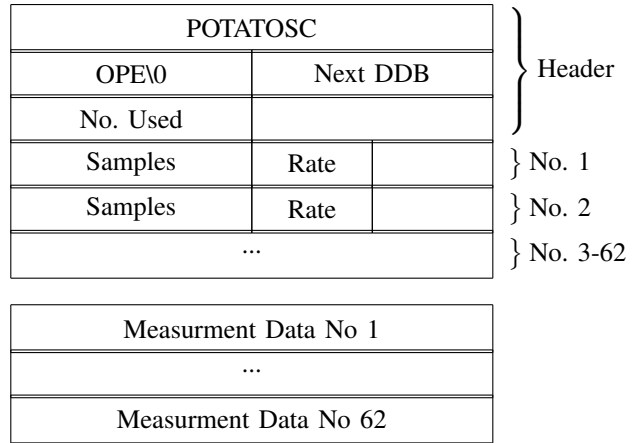 POTATOSC
OPE\0 Next DDB
Header
No. Used
Samples Rate } No. 1
Samples Rate } No. 2
... } No. 3-62
Measurment Data No 1
...
Measurment Data No 62